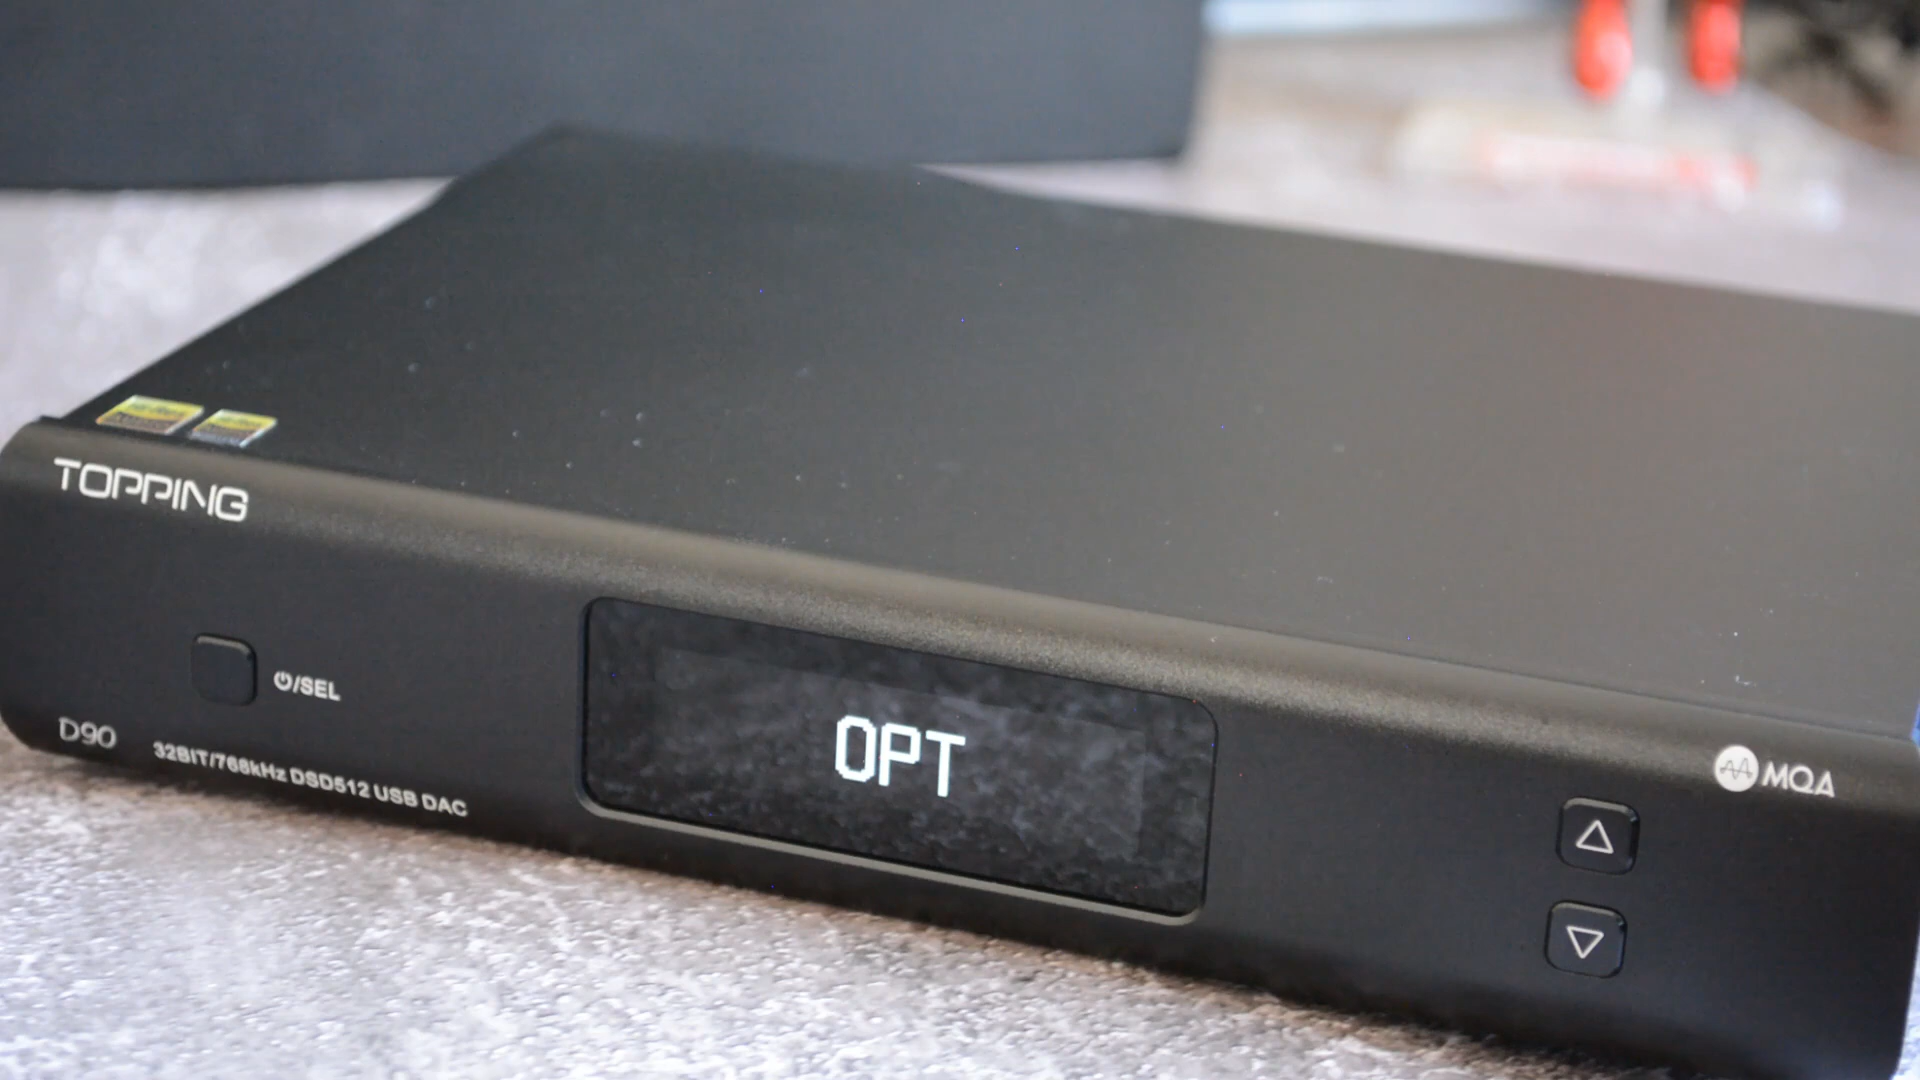 TOPPING
⏻/SEL
D90
32BIT/768kHz DSD512 USB DAC
OPT
MQA